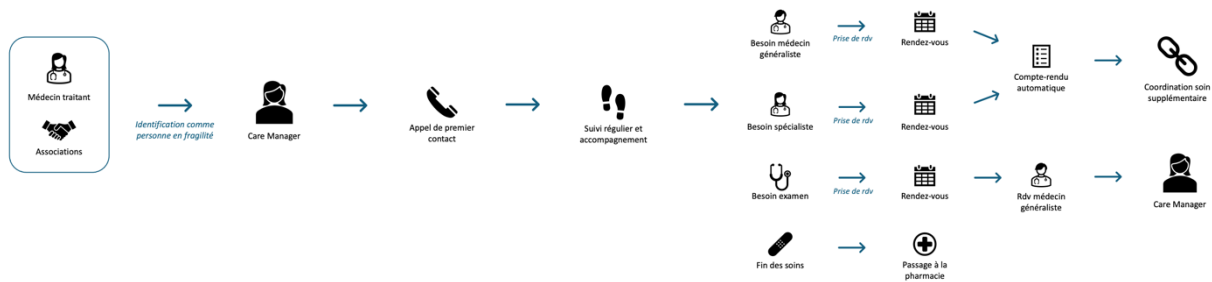 Médecin traitant
Associations
Identification comme
personne en fragilité
Care Manager
Appel de premier
contact
Suivi régulier et
accompagnement
Besoin médecin
généraliste
Prise de rdv
Rendez-vous
Compte-rendu
automatique
Coordination soin
supplémentaire
Besoin spécialiste
Prise de rdv
Rendez-vous
Besoin examen
Prise de rdv
Rendez-vous
Rdv médecin
généraliste
Care Manager
Fin des soins
Passage à la
pharmacie